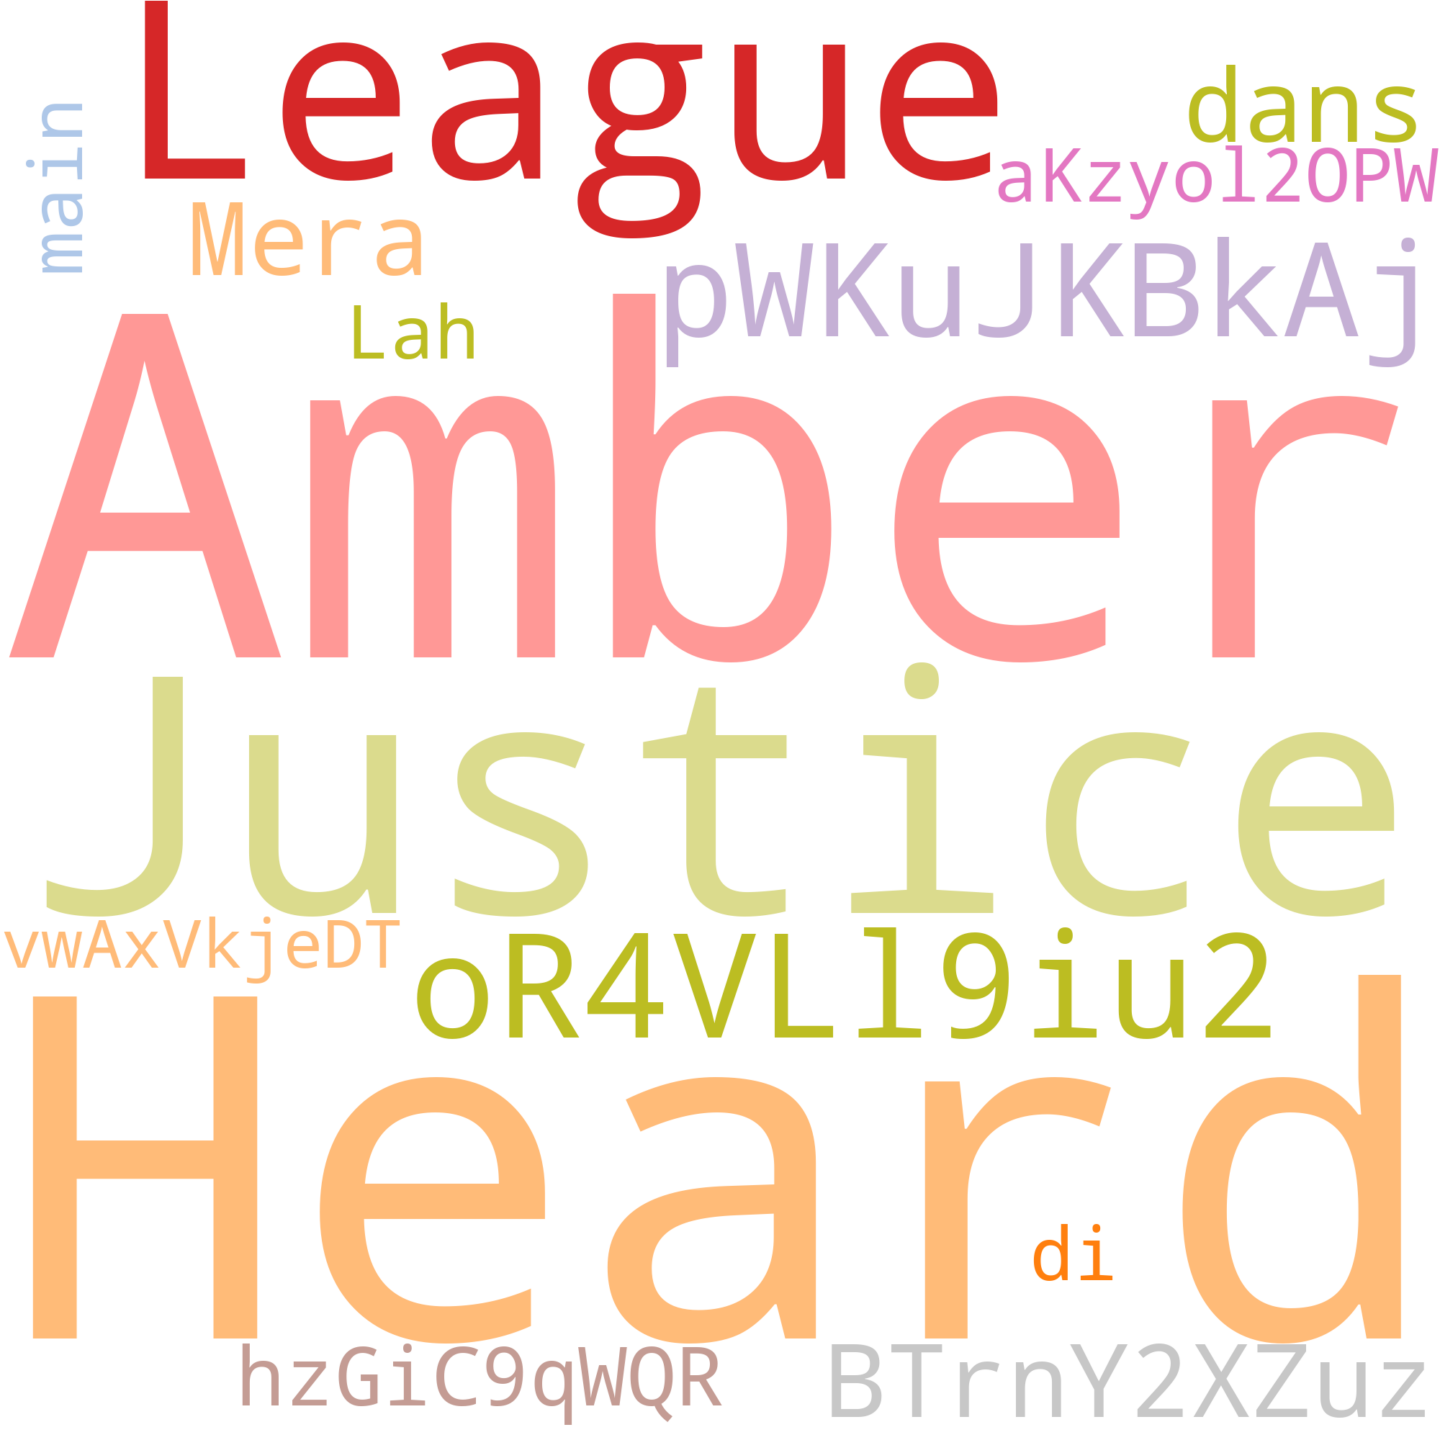 League
dans
main
aKzyol2OPW
Mera
pWKuJKBkAj
Lah
Amber
Justice
vwAxVkjeDT
oR4VLl9iu2
Heard
di
hzGiC9qWQR
BTrnY2XZuz